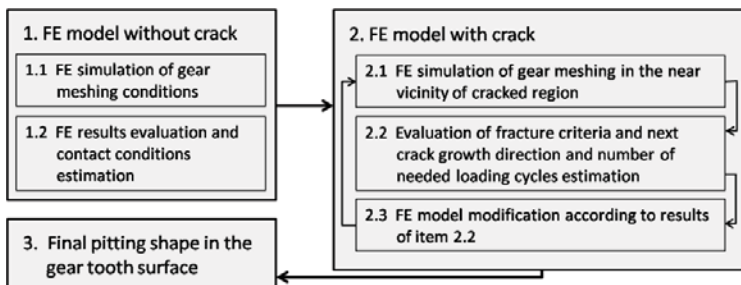 1. FE model without crack
1.1 FE simulation of gear
meshing conditions
1.2 FE results evaluation and
contact conditions
estimation
2. FE model with crack
2.1 FE simulation of gear meshing in the near
vicinity of cracked region
2.2 Evaluation of fracture criteria and next
crack growth direction and number of
needed loading cycles estimation
2.3 FE model modification according to results
of item 2.2
3. Final pitting shape in the
gear tooth surface